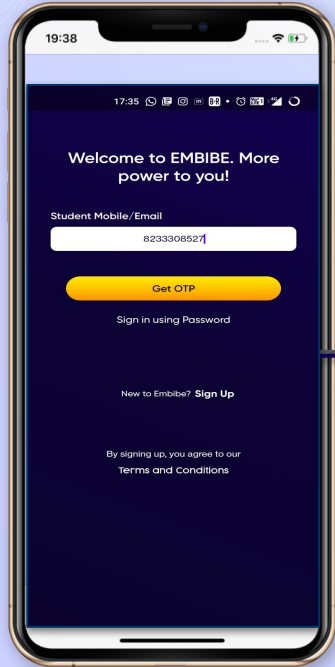 19:38
17:35
Welcome to EMBIBE. More
power to you!
Student Mobile/Email
8233308527
Get OTP
Sign in using Password
New to Embibe? Sign Up
By signing up, you agree to our
Terms and Conditions